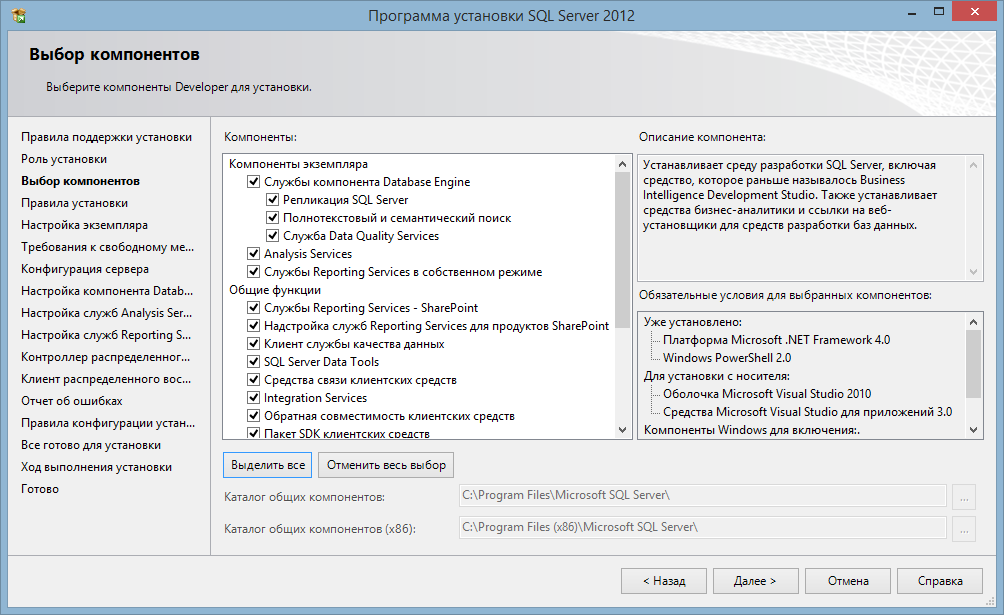 Программа установки SQL Server 2012
Выбор компонентов
Выберите компоненты Developer для установки.
Правила поддержки установки
Роль установки
Выбор компонентов
Правила установки
Настройка экземпляра
Требования к свободному ме...
Конфигурация сервера
Настройка компонента Datab...
Настройка служб Analysis Ser...
Настройка служб Reporting S...
Контроллер распределенног...
Клиент распределенного вос...
Отчет об ошибках
Правила конфигурации устан...
Все готово для установки
Ход выполнения установки
Готово
Компоненты:
Компоненты экземпляра
Службы компонента Database Engine
Репликация SQL Server
Полнотекстовый и семантический поиск
Служба Data Quality Services
Analysis Services
Службы Reporting Services в собственном режиме
Общие функции
Службы Reporting Services - SharePoint
Надстройка служб Reporting Services для продуктов SharePoint
Клиент службы качества данных
SQL Server Data Tools
Средства связи клиентских средств
Integration Services
Обратная совместимость клиентских средств
Пакет SDK клиентских средств
Описание компонента:
Устанавливает среду разработки SQL Server, включая
средство, которое раньше называлось Business
Intelligence Development Studio. Также устанавливает
средства бизнес-аналитики и ссылки на веб-
установщики для средств разработки баз данных.
Обязательные условия для выбранных компонентов:
Уже установлено:
Платформа Microsoft .NET Framework 4.0
Windows PowerShell 2.0
Для установки с носителя:
Оболочка Microsoft Visual Studio 2010
Средства Microsoft Visual Studio для приложений 3.0
Компоненты Windows для включения:.
Выделить все
Отменить весь выбор
Каталог общих компонентов:
C:\Program Files\Microsoft SQL Server\
...
Каталог общих компонентов (x86):
C:\Program Files (x86)\Microsoft SQL Server\
...
< Назад
Далее >
Отмена
Справка